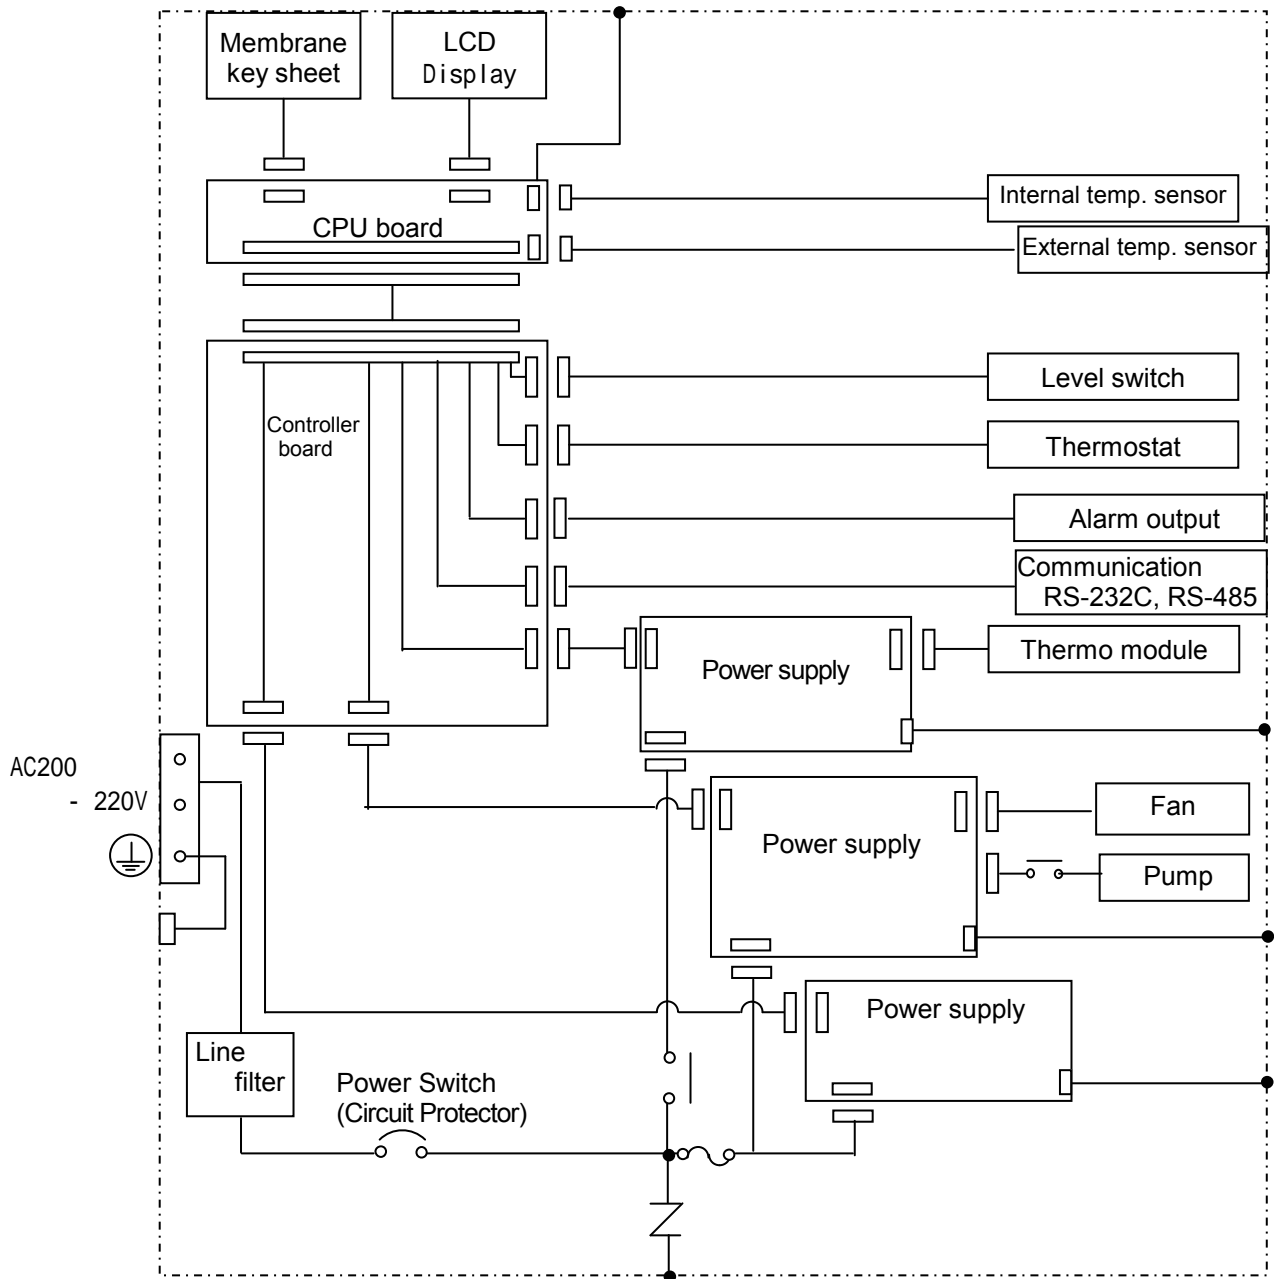 Membrane
key sheet
LCD
Display
CPU board
Internal temp. sensor
External temp. sensor
Controller
board
Level switch
Thermostat
Alarm output
Communication
RS-232C, RS-485
Power supply
Thermo module
AC200
- 220V
Power supply
Fan
Pump
Power supply
Line
filter
Power Switch
(Circuit Protector)